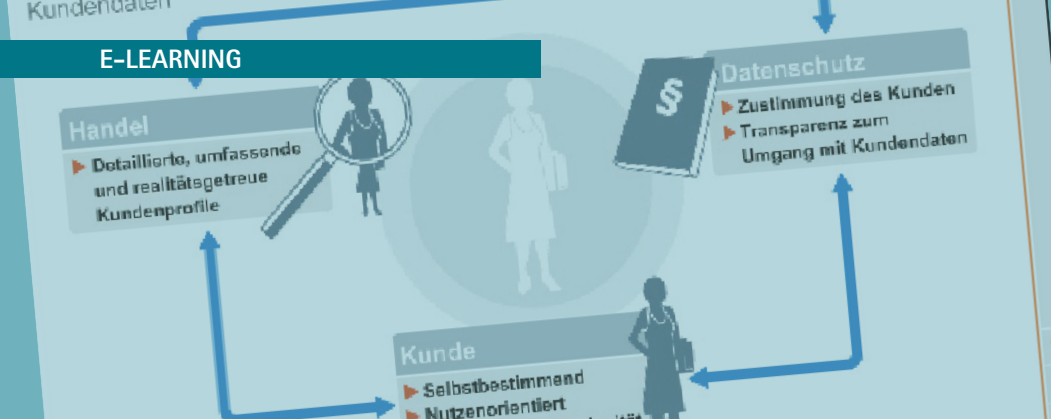 Kundendaten
E-LEARNING
Handel
Detaillierte, umfassende
und realitätsgetreue
Kundenprofile
§
Datenschutz
Zustimmung des Kunden
Transparenz zum
Umgang mit Kundendaten
Kunde
Selbstbestimmend
Nutzenorientiert